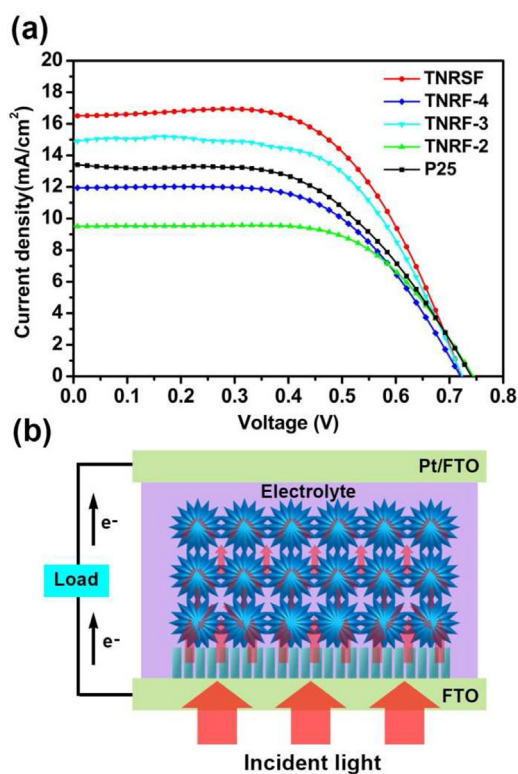 (a)
20
18
16
14
12
10
8
6
4
2
0
Current density(mA/cm²)
TNRSF
TNRF-4
TNRF-3
TNRF-2
P25
0.0 0.1 0.2 0.3 0.4 0.5 0.6 0.7 0.8
Voltage (V)
(b)
Pt/FTO
Electrolyte
e-
Load
e-
FTO
Incident light